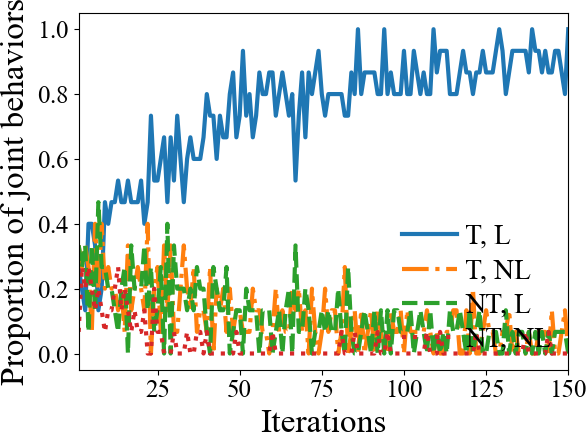 Proportion of joint behaviors
1.0
0.8
0.6
0.4
0.2
0.0
T, L
T, NL
NT, L
NT, NL
25
50
75
100
125
150
Iterations